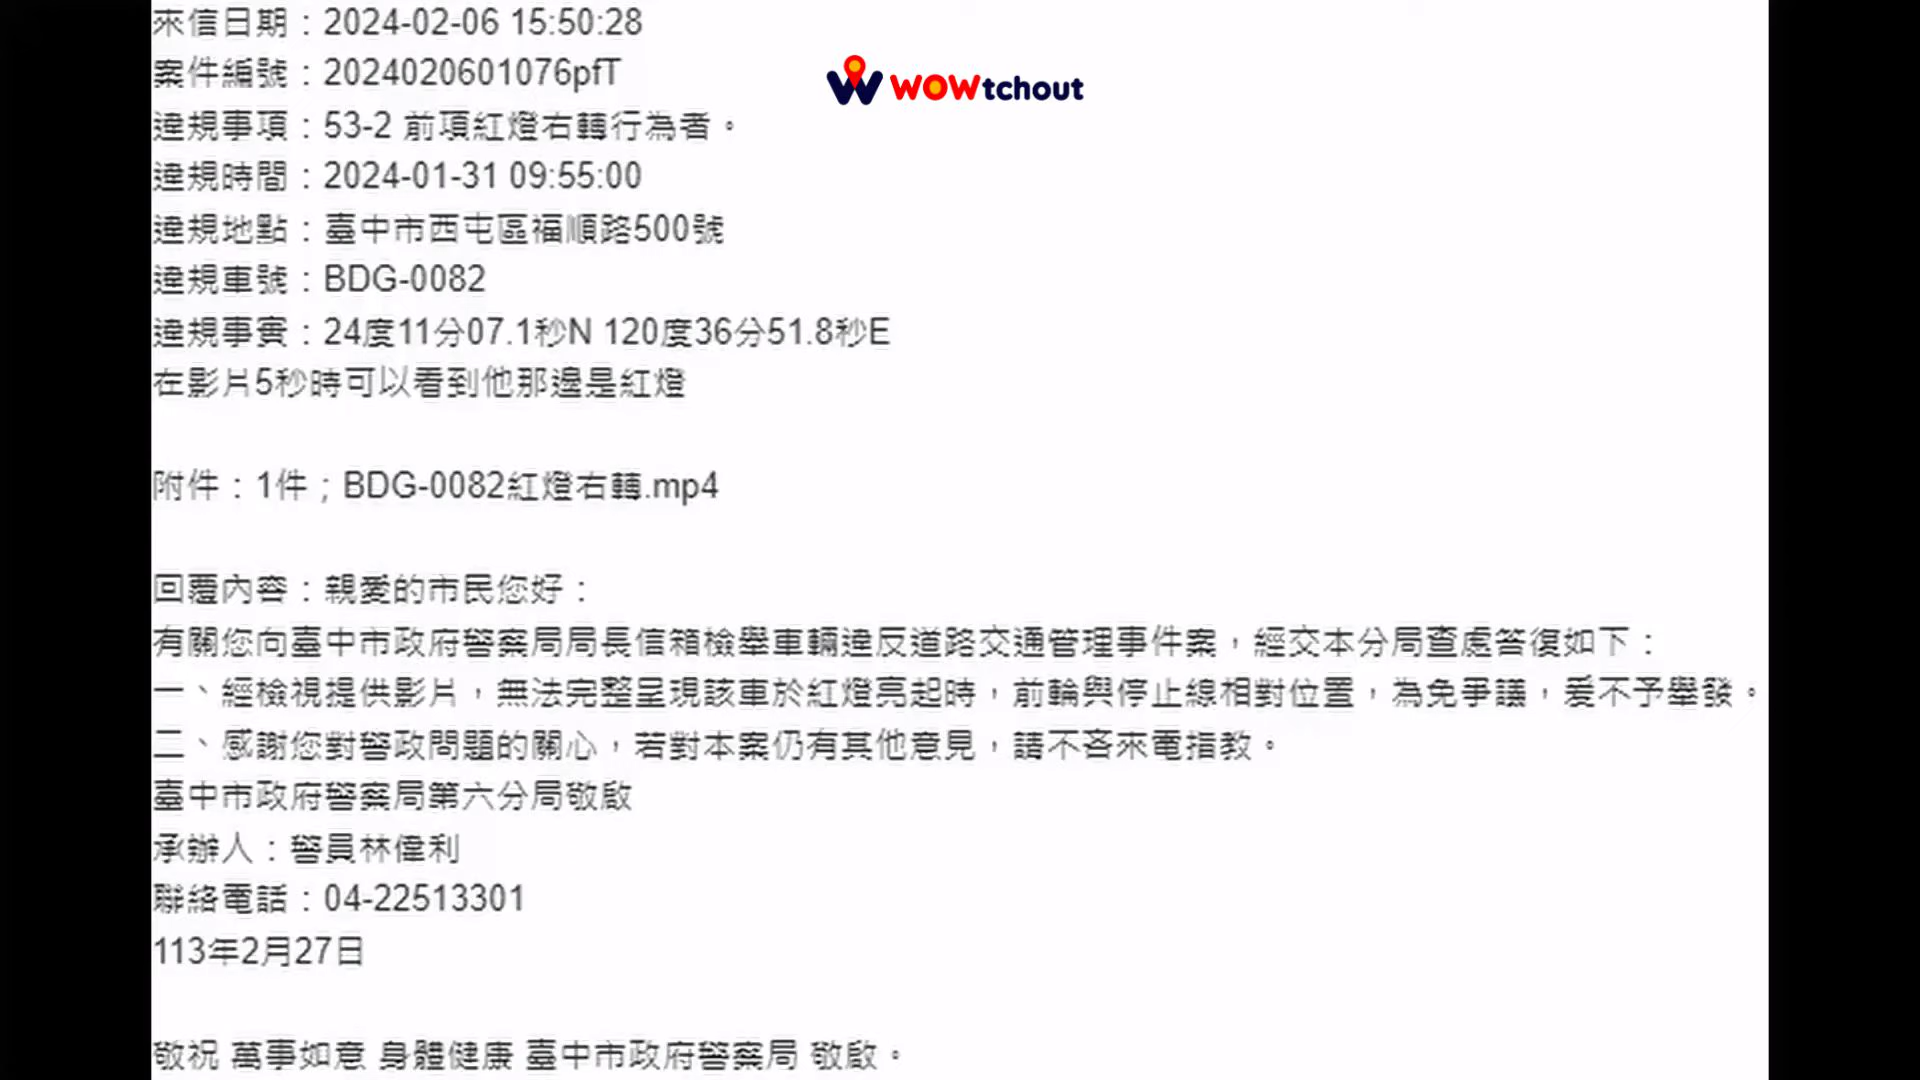 來信日期：2024-02-06 15:50:28
案件編號：2024020601076pfT
WOWtchout
違規事項：53-2 前項紅燈右轉行為者。
違規時間：2024-01-31 09:55:00
違規地點：臺中市西屯區福順路500號
違規車號：BDG-0082
違規事實：24度11分07.1秒N 120度36分51.8秒E
在影片5秒時可以看到他那邊是紅燈
附件：1件；BDG-0082紅燈右轉.mp4
回覆內容：親愛的市民您好：
有關您向臺中市政府警察局局長信箱檢舉車輛違反道路交通管理事件案，經交本分局查處答復如下：
一、經檢視提供影片，無法完整呈現該車於紅燈亮起時，前輪與停止線相對位置，為免爭議，爰不予舉發。
二、感謝您對警政問題的關心，若對本案仍有其他意見，請不吝來電指教。
臺中市政府警察局第六分局敬啟
承辦人：警員林偉利
聯絡電話：04-22513301
113年2月27日
敬祝 萬事如意 身體健康 臺中市政府警察局 敬啟。